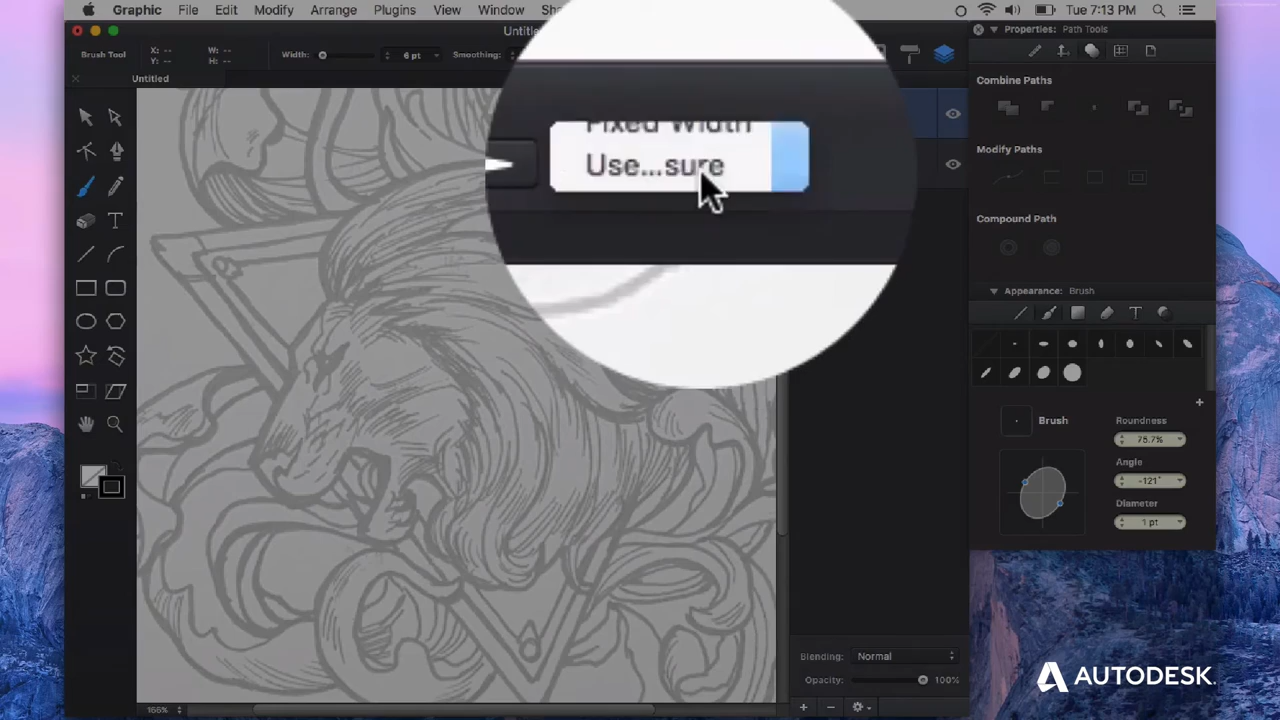 Graphic File Edit Modify Arrange Plugins View Window Tue 7:13 PM
Properties: Path Tools
Brush Tool X: -- Y: -- W: -- H: -- Width: 6 pt Smoothing:
Untitled
Combine Paths
Fixed Width
Use...sure
Modify Paths
Compound Path
Appearance: Brush
Brush
Roundness
75.7%
Angle
-121°
Diameter
1 pt
Blending: Normal
Opacity: 100%
AUTODESK.